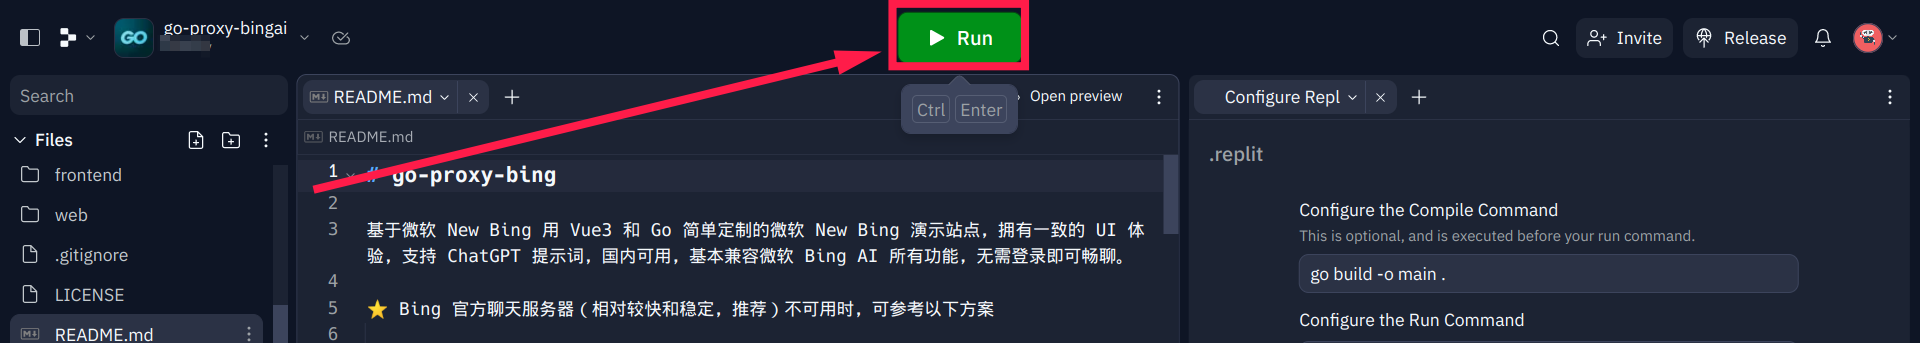 GO
go-proxy-bingai
Run
Invite
Release
Search
README.md
Open preview
Configure Repl
Ctrl
Enter
Files
README.md
.replit
frontend
1
# go-proxy-bing
web
2
3
基于微软 New Bing 用 Vue3 和 Go 简单定制的微软 New Bing 演示站点，拥有一致的 UI 体
验，支持 ChatGPT 提示词，国内可用，基本兼容微软 Bing AI 所有功能，无需登录即可畅聊。
Configure the Compile Command
This is optional, and is executed before your run command.
.gitignore
go build -o main .
4
LICENSE
5
⭐ Bing 官方聊天服务器（相对较快和稳定，推荐）不可用时，可参考以下方案
Configure the Run Command
README.md
6